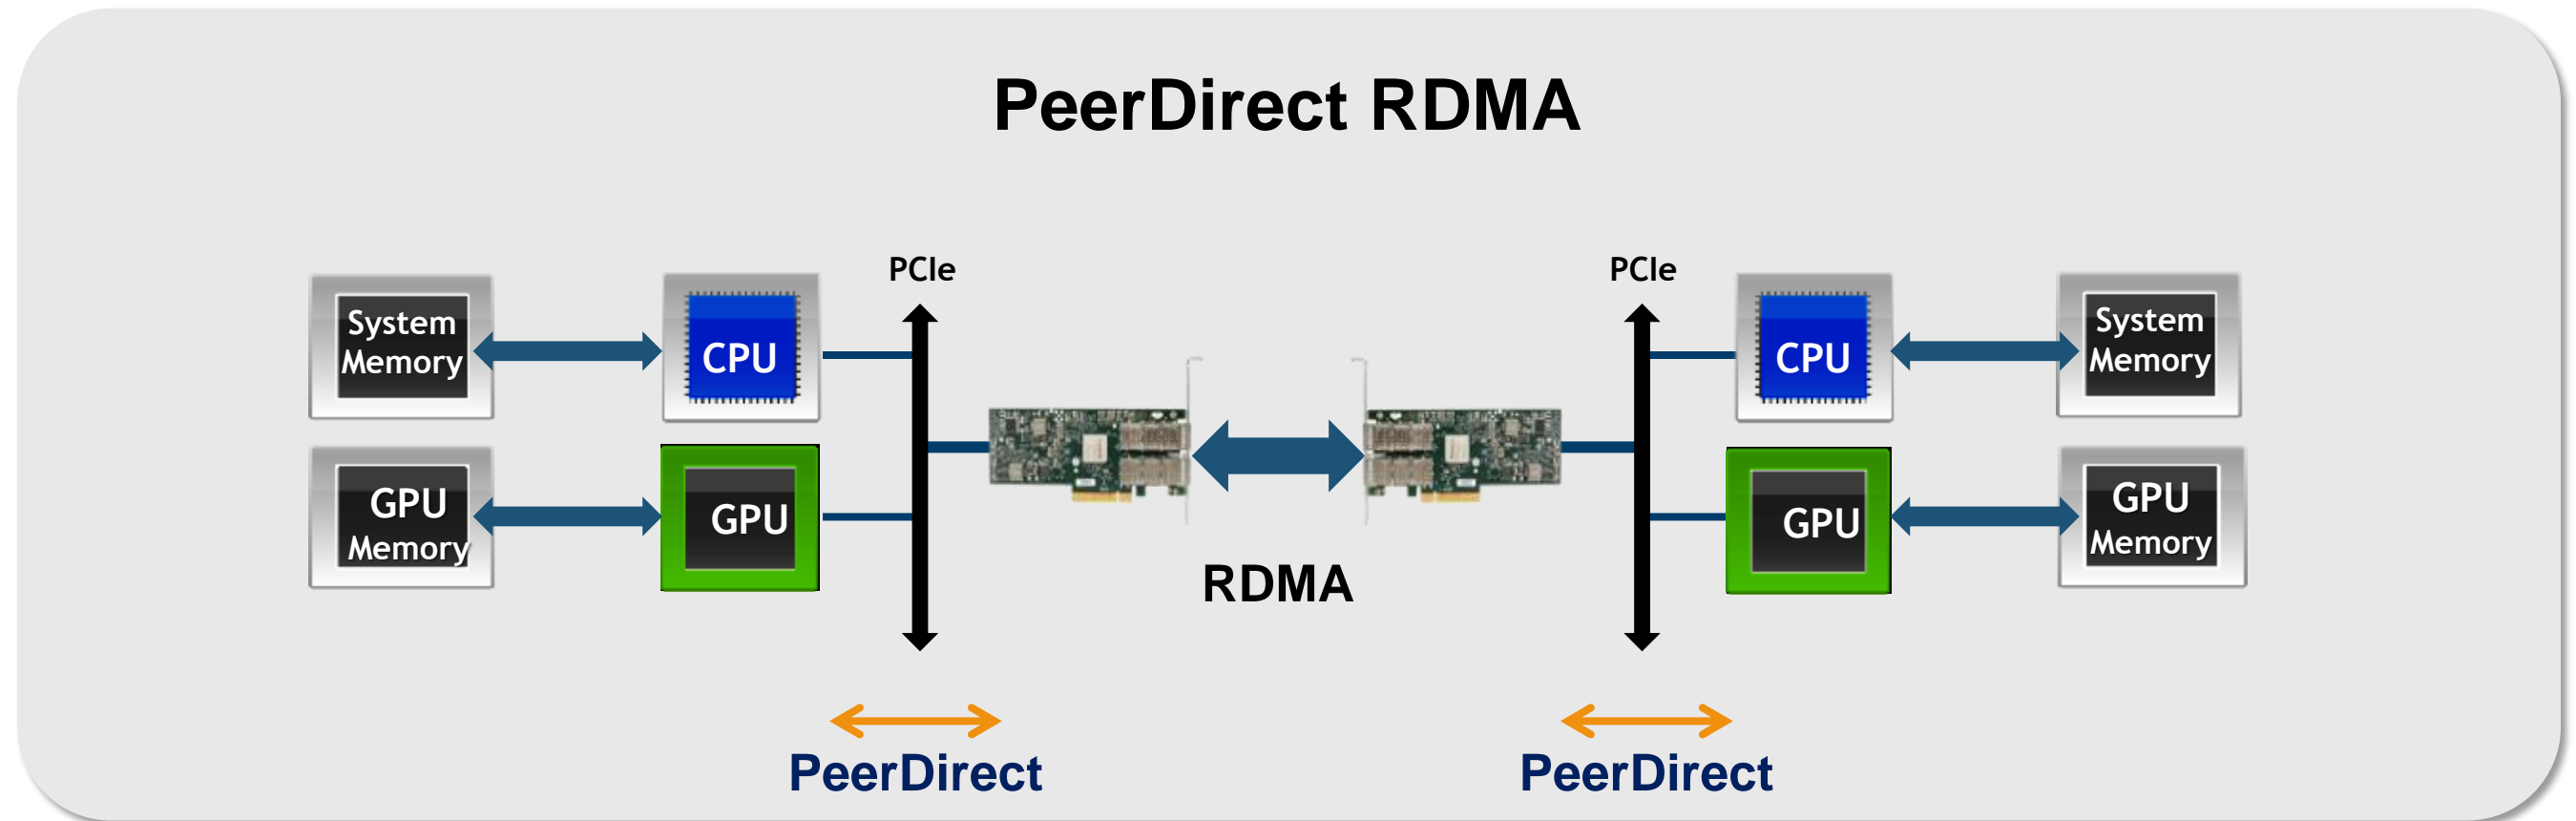 PeerDirect RDMA
PCIe
PCIe
System
Memory
CPU
CPU
System
Memory
GPU
Memory
GPU
GPU
GPU
Memory
RDMA
PeerDirect
PeerDirect